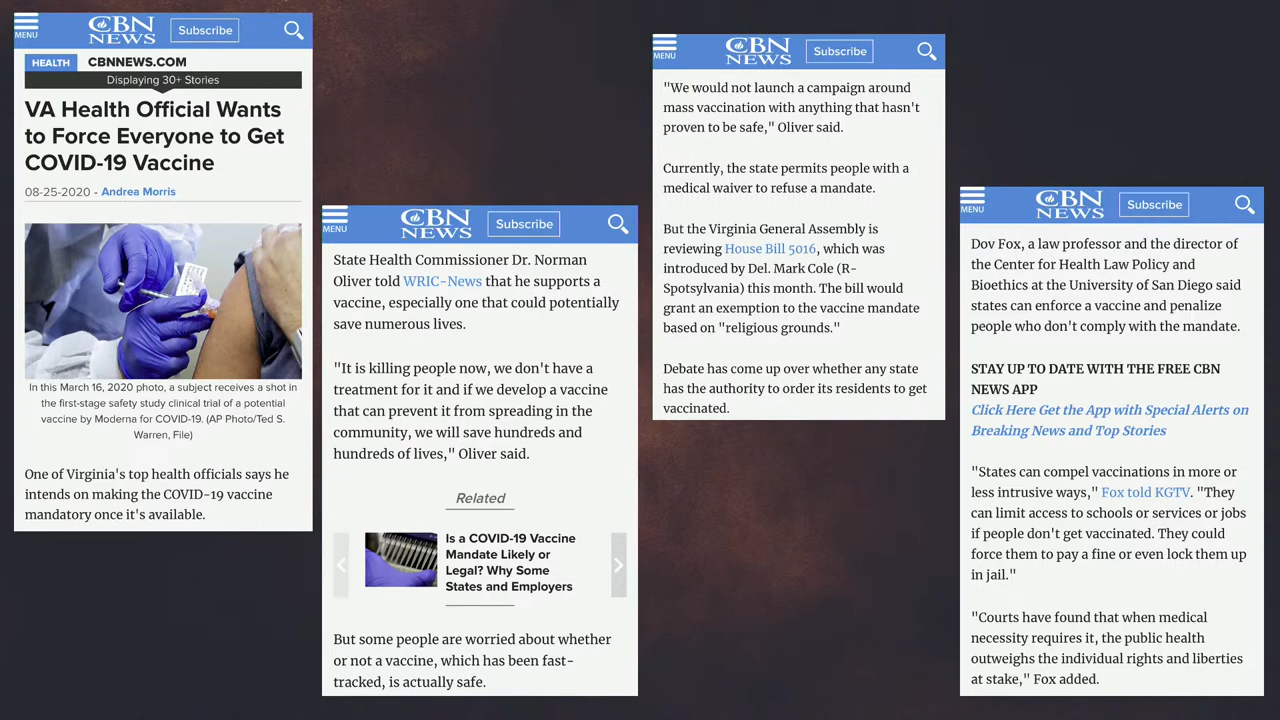 MENU
CBN
NEWS
Subscribe
HEALTH CBNNEWS.COM
Displaying 30+ Stories
VA Health Official Wants
to Force Everyone to Get
COVID-19 Vaccine
08-25-2020 - Andrea Morris
In this March 16, 2020 photo, a subject receives a shot in
the first-stage safety study clinical trial of a potential
vaccine by Moderna for COVID-19. (AP Photo/Ted S.
Warren, File)
One of Virginia's top health officials says he
intends on making the COVID-19 vaccine
mandatory once it's available.
MENU
CBN
NEWS
Subscribe
State Health Commissioner Dr. Norman
Oliver told WRIC-News that he supports a
vaccine, especially one that could potentially
save numerous lives.
"It is killing people now, we don't have a
treatment for it and if we develop a vaccine
that can prevent it from spreading in the
community, we will save hundreds and
hundreds of lives," Oliver said.
Related
Is a COVID-19 Vaccine
Mandate Likely or
Legal? Why Some
States and Employers
But some people are worried about whether
or not a vaccine, which has been fast-
tracked, is actually safe.
MENU
CBN
NEWS
Subscribe
"We would not launch a campaign around
mass vaccination with anything that hasn't
proven to be safe," Oliver said.
Currently, the state permits people with a
medical waiver to refuse a mandate.
But the Virginia General Assembly is
reviewing House Bill 5016, which was
introduced by Del. Mark Cole (R-
Spotsylvania) this month. The bill would
grant an exemption to the vaccine mandate
based on "religious grounds."
Debate has come up over whether any state
has the authority to order its residents to get
vaccinated.
MENU
CBN
NEWS
Subscribe
Dov Fox, a law professor and the director of
the Center for Health Law Policy and
Bioethics at the University of San Diego said
states can enforce a vaccine and penalize
people who don't comply with the mandate.
STAY UP TO DATE WITH THE FREE CBN
NEWS APP
Click Here Get the App with Special Alerts on
Breaking News and Top Stories
"States can compel vaccinations in more or
less intrusive ways," Fox told KGTV. "They
can limit access to schools or services or jobs
if people don't get vaccinated. They could
force them to pay a fine or even lock them up
in jail."
"Courts have found that when medical
necessity requires it, the public health
outweighs the individual rights and liberties
at stake," Fox added.